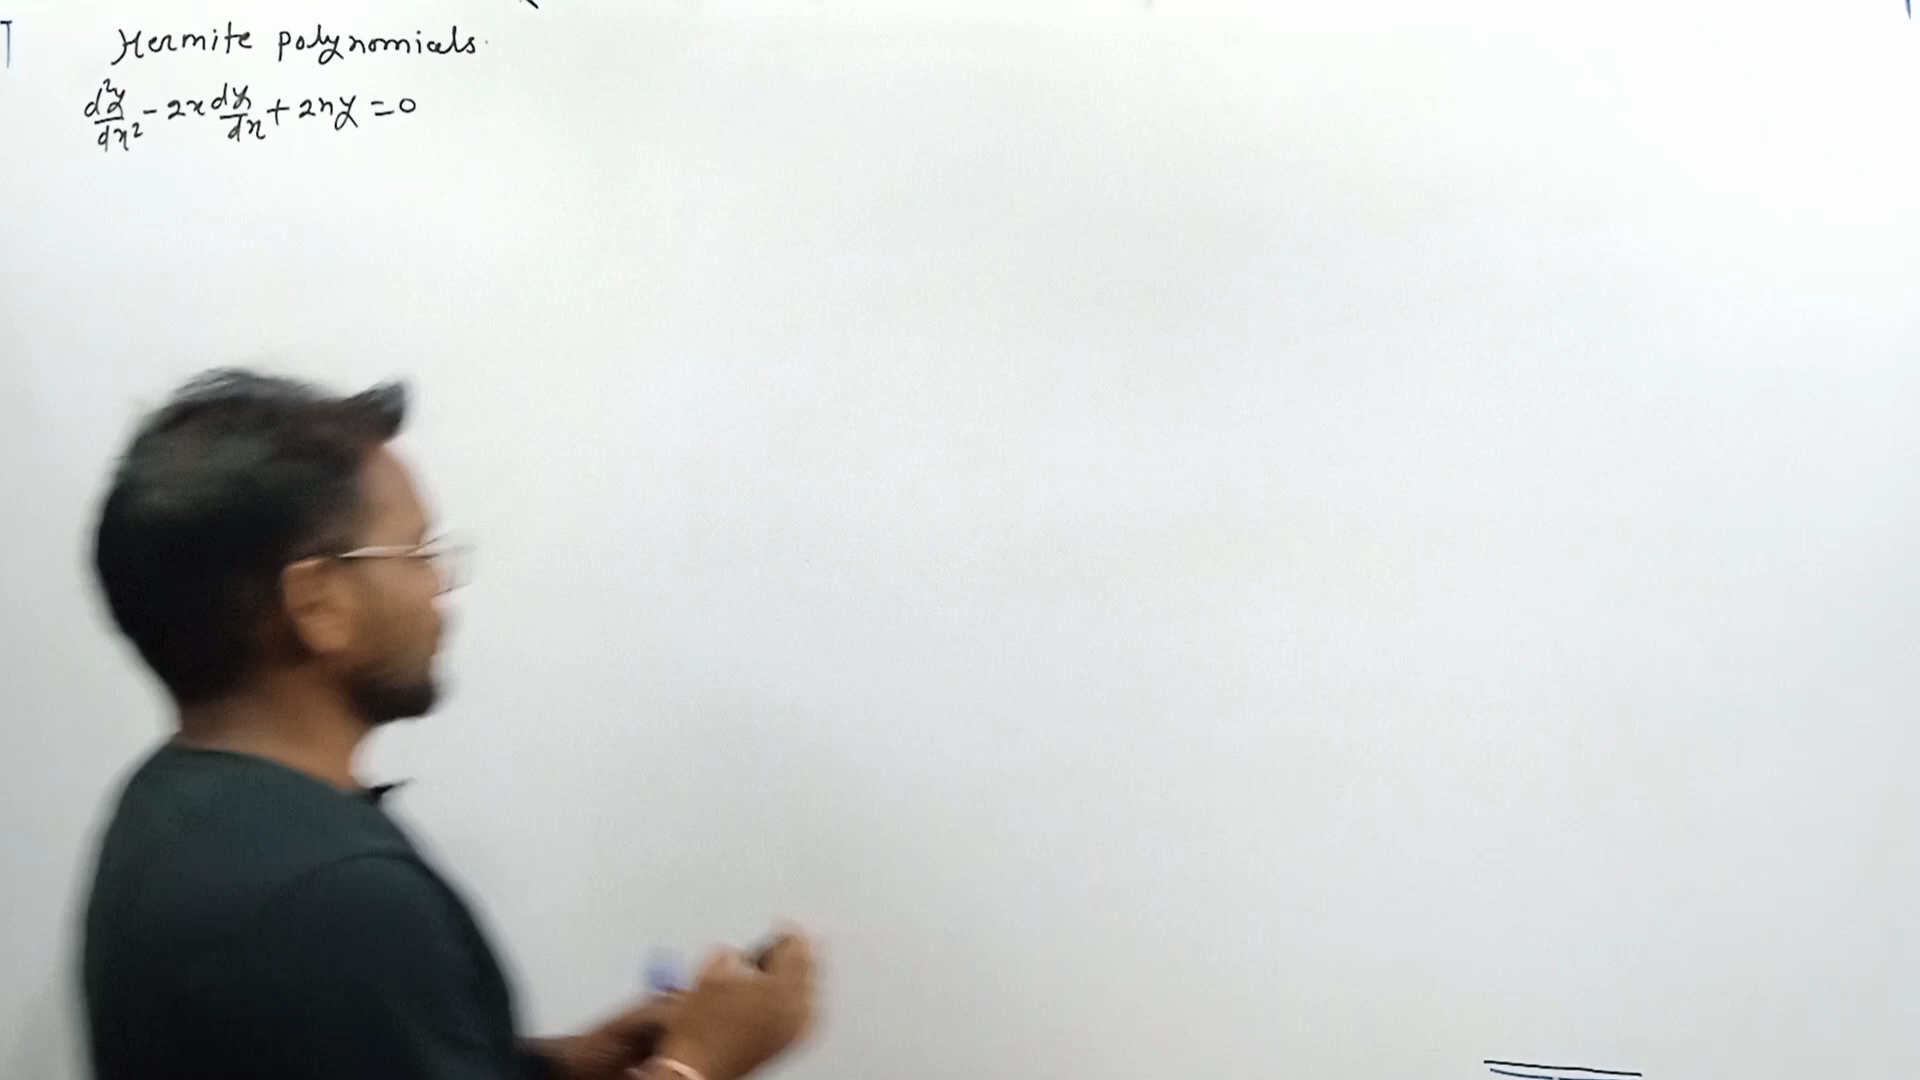 Hermite polynomials
d²y/dx² - 2x dy/dx + 2ny = 0